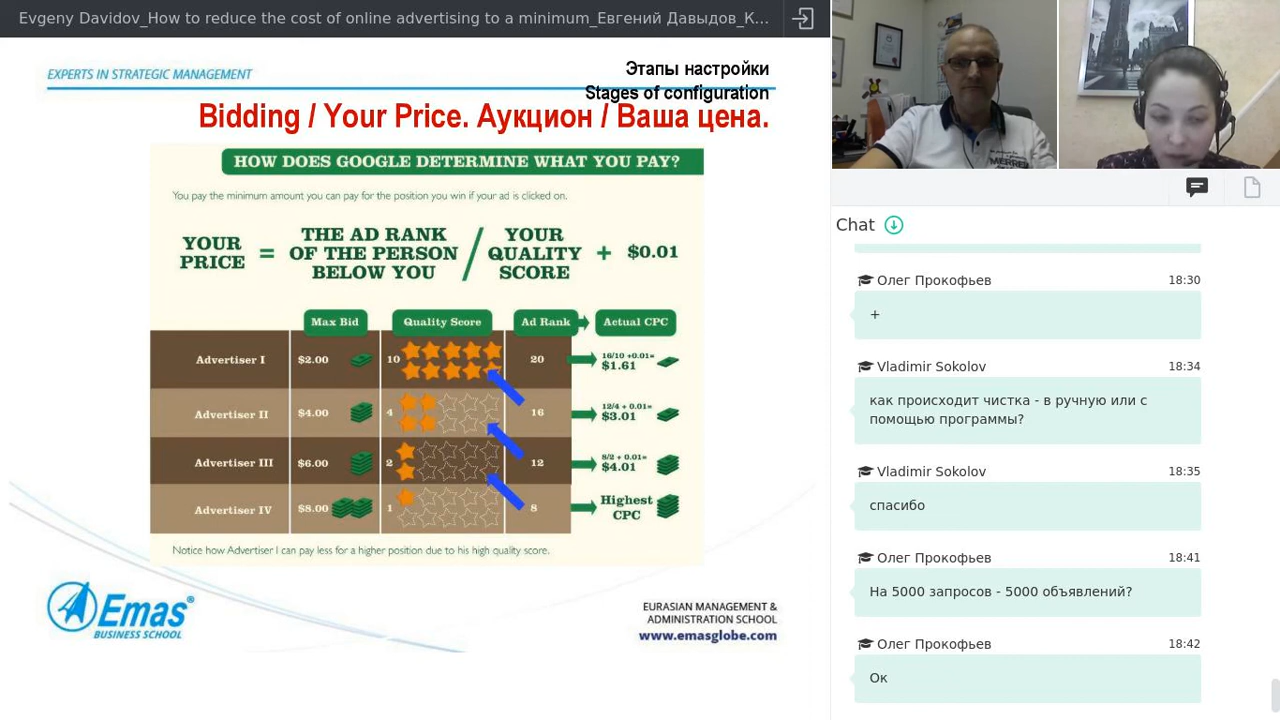 Evgeny Davidov_How to reduce the cost of online advertising to a minimum_Евгений Давыдов_К...
EXPERTS IN STRATEGIC MANAGEMENT
Этапы настройки
Stages of configuration
Bidding / Your Price. Аукцион / Ваша цена.
HOW DOES GOOGLE DETERMINE WHAT YOU PAY?
You pay the minimum amount you can pay for the position you win if your ad is clicked on.
YOUR PRICE = THE AD RANK OF THE PERSON BELOW YOU / YOUR QUALITY SCORE + $0.01
Max Bid Quality Score Ad Rank Actual CPC
Advertiser I $2.00 10 20 16/10 +0.01= $1.61
Advertiser II $4.00 4 16 12/4 + 0.01= $3.01
Advertiser III $6.00 2 12 8/2 + 0.01= $4.01
Advertiser IV $8.00 1 8 Highest CPC
Notice how Advertiser I can pay less for a higher position due to his high quality score.
Emas
BUSINESS SCHOOL
EURASIAN MANAGEMENT &
ADMINISTRATION SCHOOL
www.emasglobe.com
MERREL
Chat
Олег Прокофьев 18:30
+
Vladimir Sokolov 18:34
как происходит чистка - в ручную или с
помощью программы?
Vladimir Sokolov 18:35
спасибо
Олег Прокофьев 18:41
На 5000 запросов - 5000 объявлений?
Олег Прокофьев 18:42
Ок